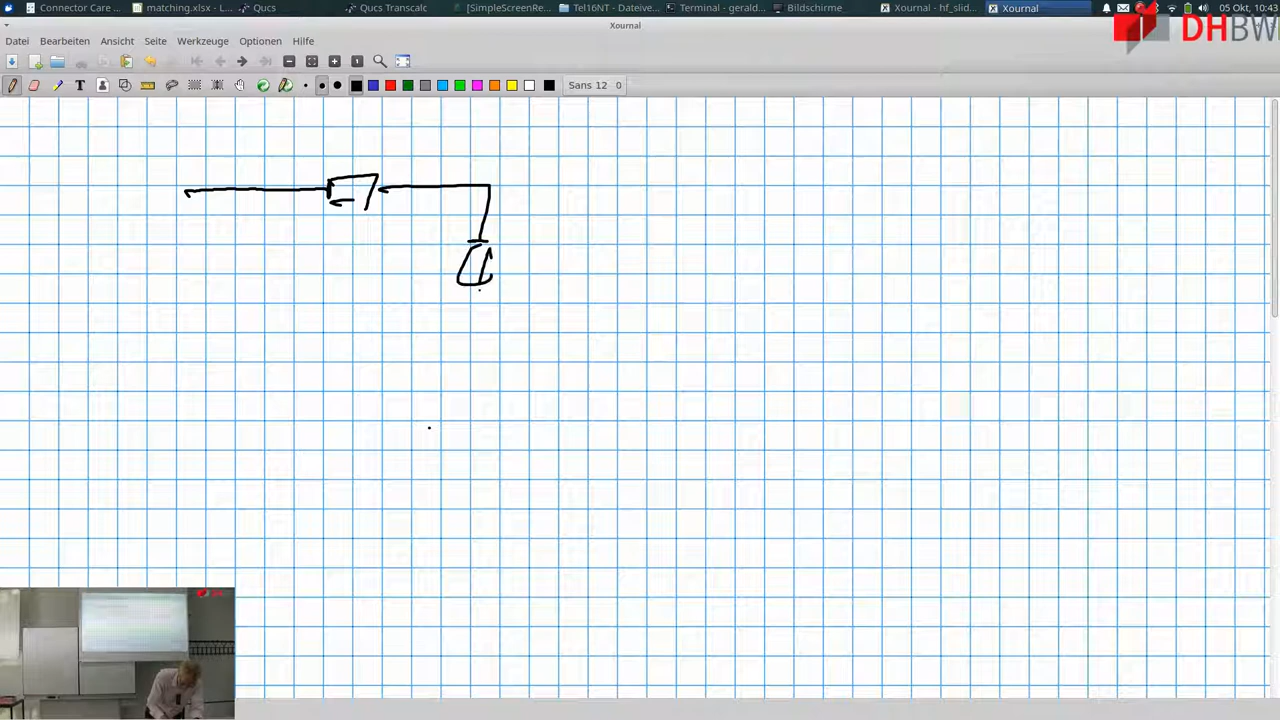 Connector Care ...
matching.xlsx - L...
Qucs
Qucs Transcalc
[SimpleScreenRe...
Tel16NT - Dateive...
Terminal - gerald...
Bildschirme
Xournal - hf_slid...
Xournal
05 Okt, 10:43
Xournal
DHBW
Datei Bearbeiten Ansicht Seite Werkzeuge Optionen Hilfe
Sans 12 0